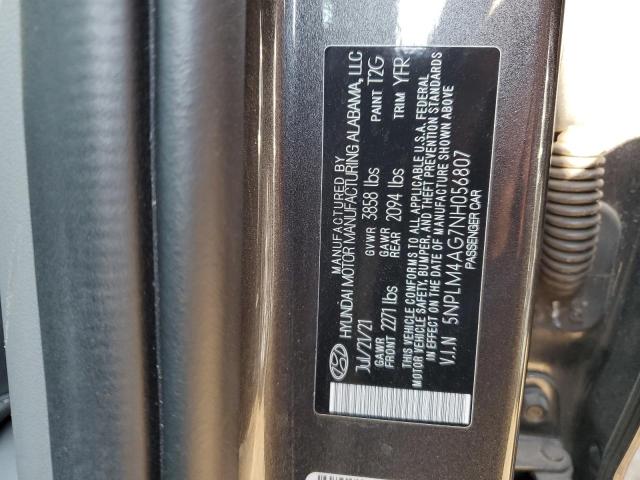 MANUFACTURED BY
HYUNDAI MOTOR MANUFACTURING ALABAMA, LLC
Jul/21/21 GVWR 3858 lbs PAINT T2G
GAWR FRONT 2271 lbs GAWR REAR 2094 lbs TRIM YFR
THIS VEHICLE CONFORMS TO ALL APPLICABLE U.S.A. FEDERAL
MOTOR VEHICLE SAFETY, BUMPER, AND THEFT PREVENTION STANDARDS
IN EFFECT ON THE DATE OF MANUFACTURE SHOWN ABOVE
V.I.N 5NPLM4AG7NH056807
PASSENGER CAR